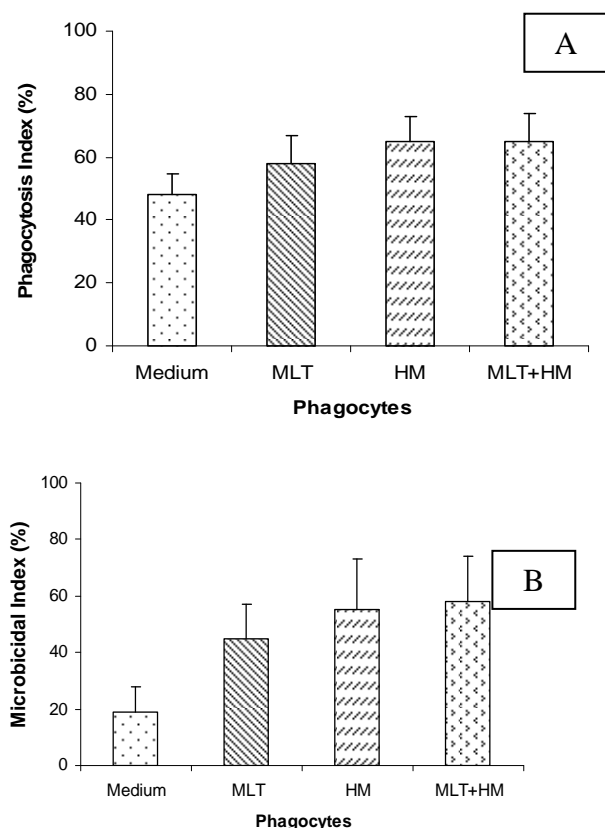 A
Phagocytosis Index (%)
100
80
60
40
20
0
Medium MLT HM MLT+HM
Phagocytes
B
Microbicidal Index (%)
100
80
60
40
20
0
Medium MLT HM MLT+HM
Phagocytes